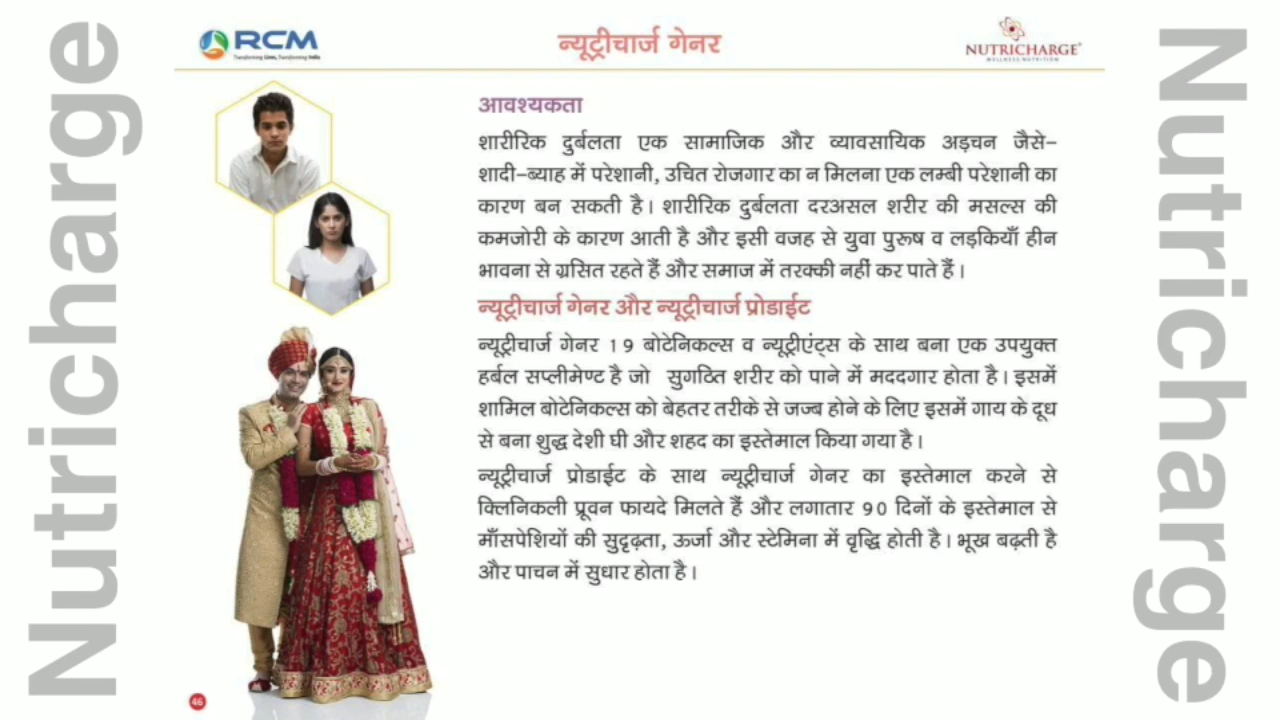 Nutricharge
RCM
Transforming Lives, Transforming India
न्यूट्रीचार्ज गेनर
NUTRICHARGE
WELLNESS NUTRITION
Nutricharge
आवश्यकता
शारीरिक दुर्बलता एक सामाजिक और व्यावसायिक अड़चन जैसे-
शादी-ब्याह में परेशानी, उचित रोजगार का न मिलना एक लम्बी परेशानी का
कारण बन सकती है। शारीरिक दुर्बलता दरअसल शरीर की मसल्स की
कमजोरी के कारण आती है और इसी वजह से युवा पुरूष व लड़कियाँ हीन
भावना से ग्रसित रहते हैं और समाज में तरक्की नहीं कर पाते हैं।
न्यूट्रीचार्ज गेनर और न्यूट्रीचार्ज प्रोडाईट
न्यूट्रीचार्ज गेनर 19 बोटेनिकल्स व न्यूट्रीएंट्स के साथ बना एक उपयुक्त
हर्बल सप्लीमेण्ट है जो सुगठित शरीर को पाने में मददगार होता है। इसमें
शामिल बोटेनिकल्स को बेहतर तरीके से जज्ब होने के लिए इसमें गाय के दूध
से बना शुद्ध देशी घी और शहद का इस्तेमाल किया गया है।
न्यूट्रीचार्ज प्रोडाईट के साथ न्यूट्रीचार्ज गेनर का इस्तेमाल करने से
क्लिनिकली प्रूवन फायदे मिलते हैं और लगातार 90 दिनों के इस्तेमाल से
माँसपेशियों की सुदृढ़ता, ऊर्जा और स्टेमिना में वृद्धि होती है। भूख बढ़ती है
और पाचन में सुधार होता है।
46